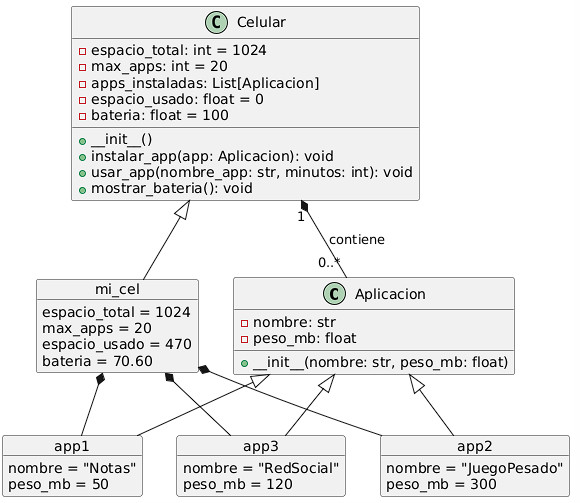 C Celular
espacio_total: int = 1024
max_apps: int = 20
apps_instaladas: List[Aplicacion]
espacio_usado: float = 0
bateria: float = 100
__init__()
instalar_app(app: Aplicacion): void
usar_app(nombre_app: str, minutos: int): void
mostrar_bateria(): void
1
contiene
0..*
mi_cel
espacio_total = 1024
max_apps = 20
espacio_usado = 470
bateria = 70.60
C Aplicacion
nombre: str
peso_mb: float
__init__(nombre: str, peso_mb: float)
app1
nombre = "Notas"
peso_mb = 50
app3
nombre = "RedSocial"
peso_mb = 120
app2
nombre = "JuegoPesado"
peso_mb = 300